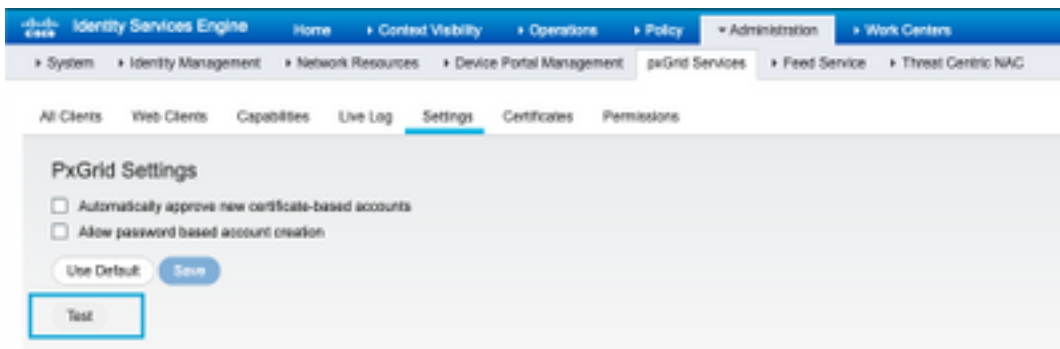 CISCO Identity Services Engine Home Context Visibility Operations Policy Administration Work Centers
System Identity Management Network Resources Device Portal Management pxGrid Services Feed Service Threat Centric NAC
All Clients Web Clients Capabilities Live Log Settings Certificates Permissions
PxGrid Settings
Automatically approve new certificate-based accounts
Allow password based account creation
Use Default Save
Test